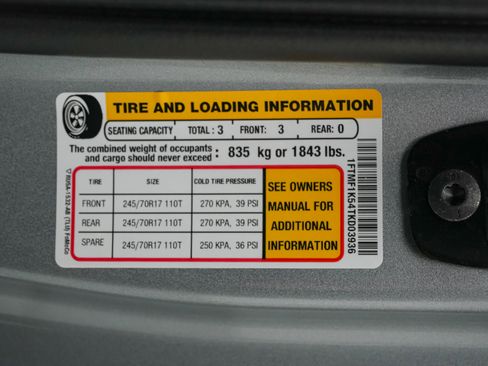 TIRE AND LOADING INFORMATION
SEATING CAPACITY TOTAL : 3 FRONT: 3 REAR: 0
The combined weight of occupants
and cargo should never exceed : 835 kg or 1843 lbs.
TIRE SIZE COLD TIRE PRESSURE
FRONT 245/70R17 110T 270 KPA, 39 PSI
REAR 245/70R17 110T 270 KPA, 39 PSI
SPARE 245/70R17 110T 250 KPA, 36 PSI
SEE OWNERS
MANUAL FOR
ADDITIONAL
INFORMATION
1FTMF1K54TKD03936